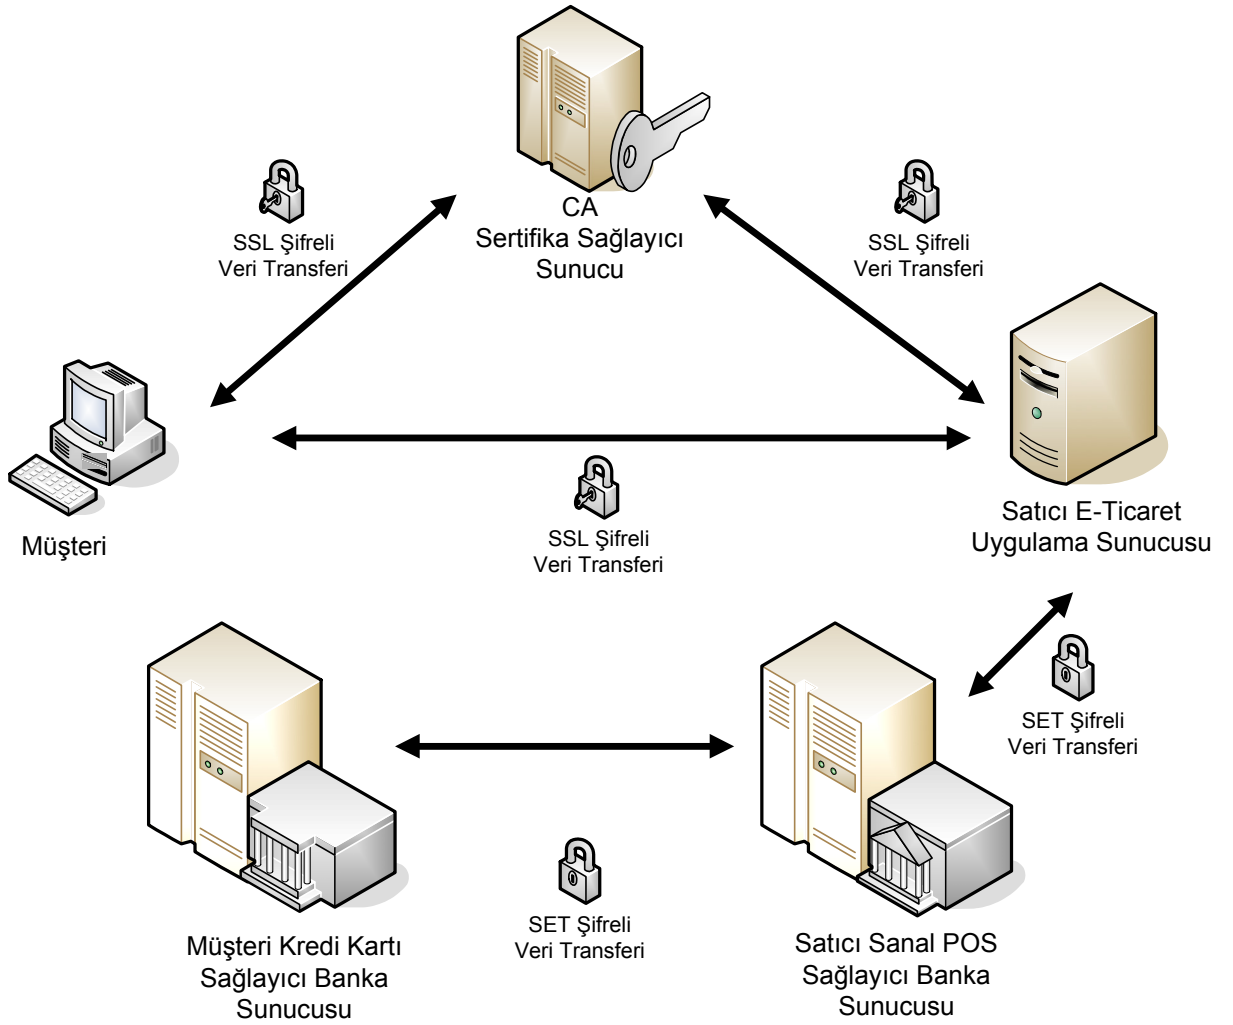 CA
Sertifika Sağlayıcı
Sunucu
SSL Şifreli
Veri Transferi
SSL Şifreli
Veri Transferi
Müşteri
SSL Şifreli
Veri Transferi
Satıcı E-Ticaret
Uygulama Sunucusu
SET Şifreli
Veri Transferi
Müşteri Kredi Kartı
Sağlayıcı Banka
Sunucusu
SET Şifreli
Veri Transferi
Satıcı Sanal POS
Sağlayıcı Banka
Sunucusu